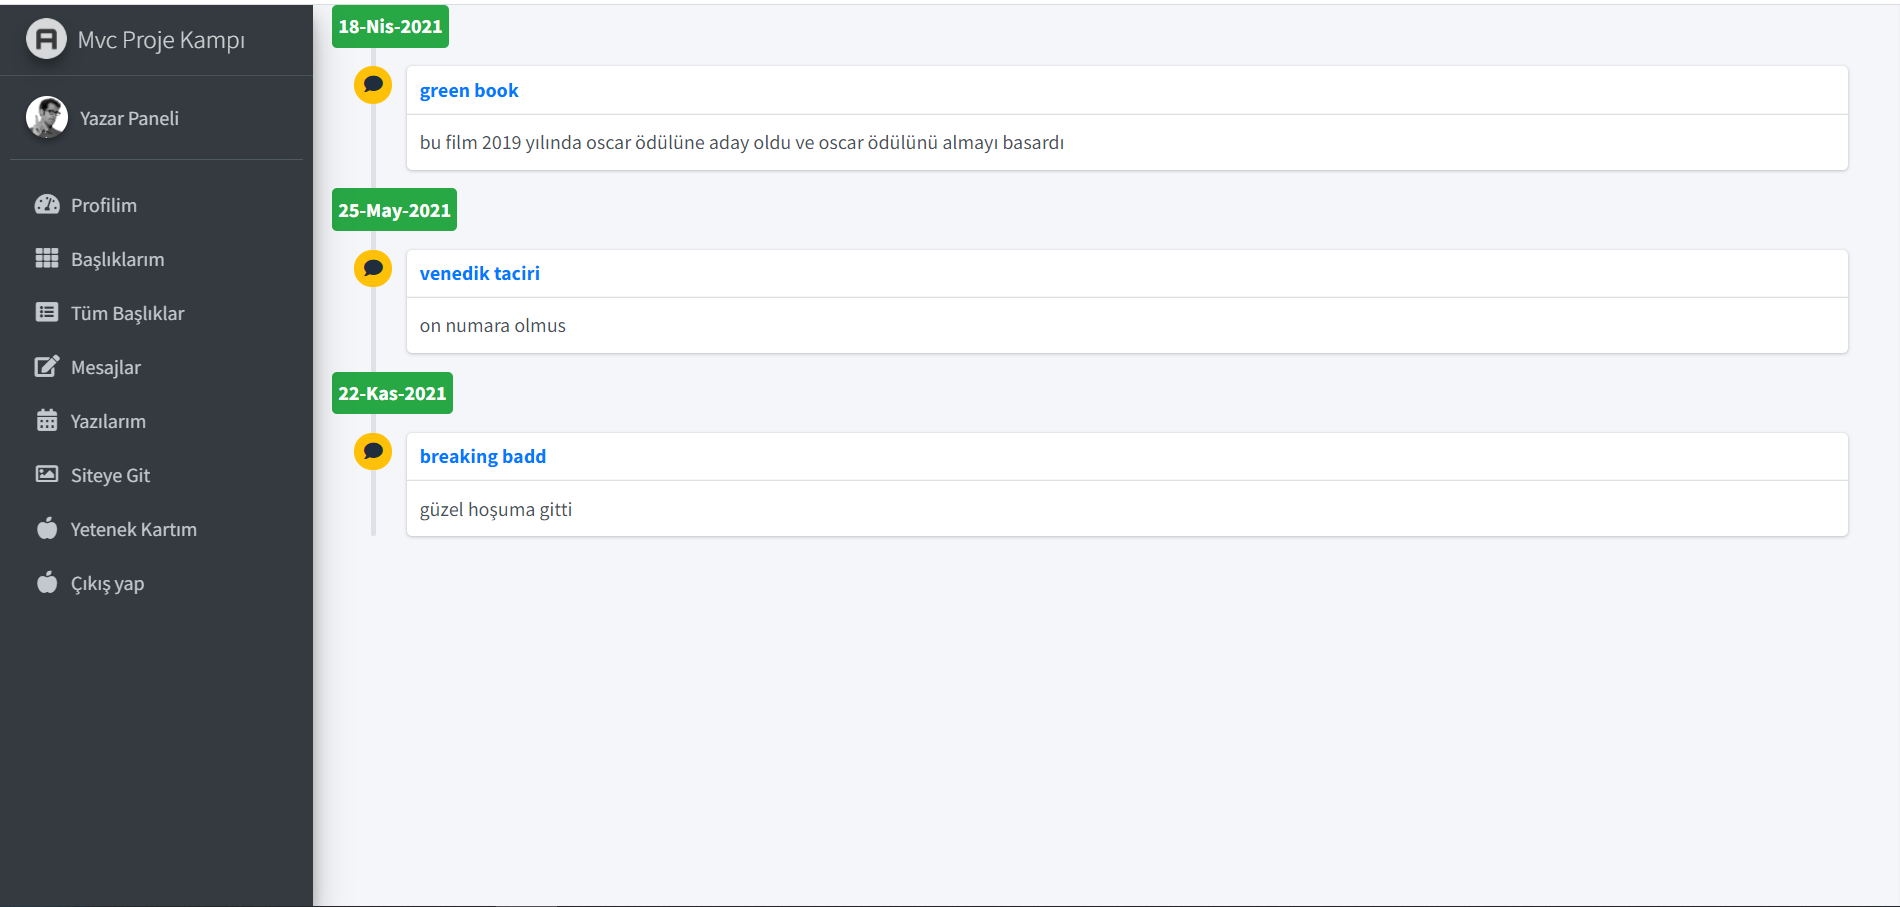 Mvc Proje Kampı
Yazar Paneli
Profilim
Başlıklarım
Tüm Başlıklar
Mesajlar
Yazılarım
Siteye Git
Yetenek Kartım
Çıkış yap
18-Nis-2021
green book
bu film 2019 yılında oscar ödülüne aday oldu ve oscar ödülünü almayı basardı
25-May-2021
venedik taciri
on numara olmus
22-Kas-2021
breaking badd
güzel hoşuma gitti